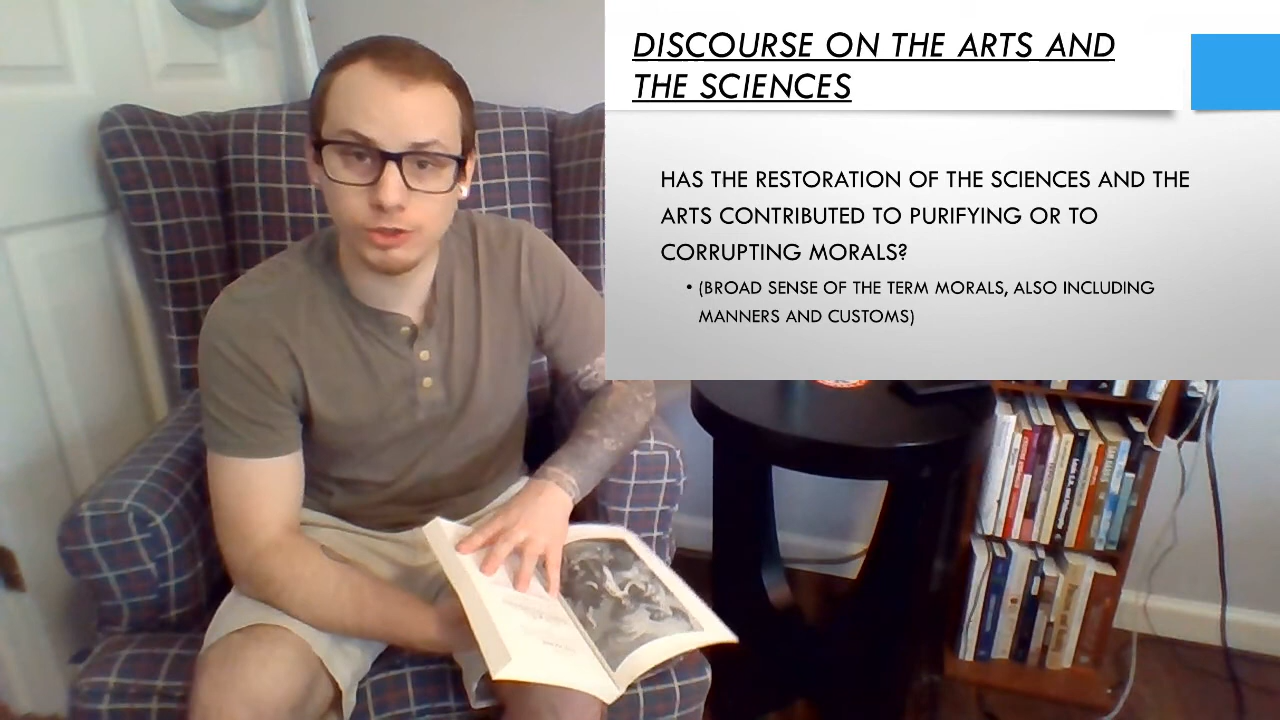 DISCOURSE ON THE ARTS AND
THE SCIENCES
HAS THE RESTORATION OF THE SCIENCES AND THE
ARTS CONTRIBUTED TO PURIFYING OR TO
CORRUPTING MORALS?
• (BROAD SENSE OF THE TERM MORALS, ALSO INCLUDING
MANNERS AND CUSTOMS)